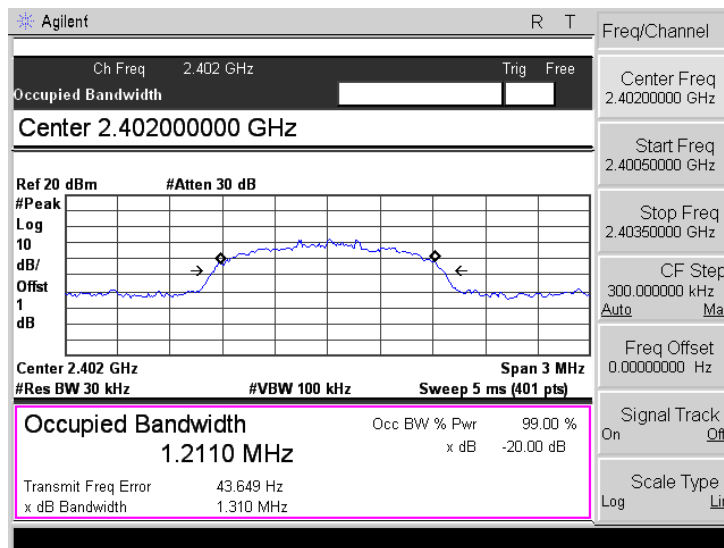 Agilent R T
Ch Freq 2.402 GHz Trig Free
Occupied Bandwidth
Center 2.402000000 GHz
Ref 20 dBm #Atten 30 dB
#Peak
Log
10
dB/
Offst
1
dB
Center 2.402 GHz Span 3 MHz
#Res BW 30 kHz #VBW 100 kHz Sweep 5 ms (401 pts)
Occupied Bandwidth Occ BW % Pwr 99.00 %
1.2110 MHz x dB -20.00 dB
Transmit Freq Error 43.649 Hz
x dB Bandwidth 1.310 MHz
Freq/Channel
Center Freq
2.40200000 GHz
Start Freq
2.40050000 GHz
Stop Freq
2.40350000 GHz
CF Step
300.000000 kHz
Auto Ma
Freq Offset
0.00000000 Hz
Signal Track
On Off
Scale Type
Log Lin